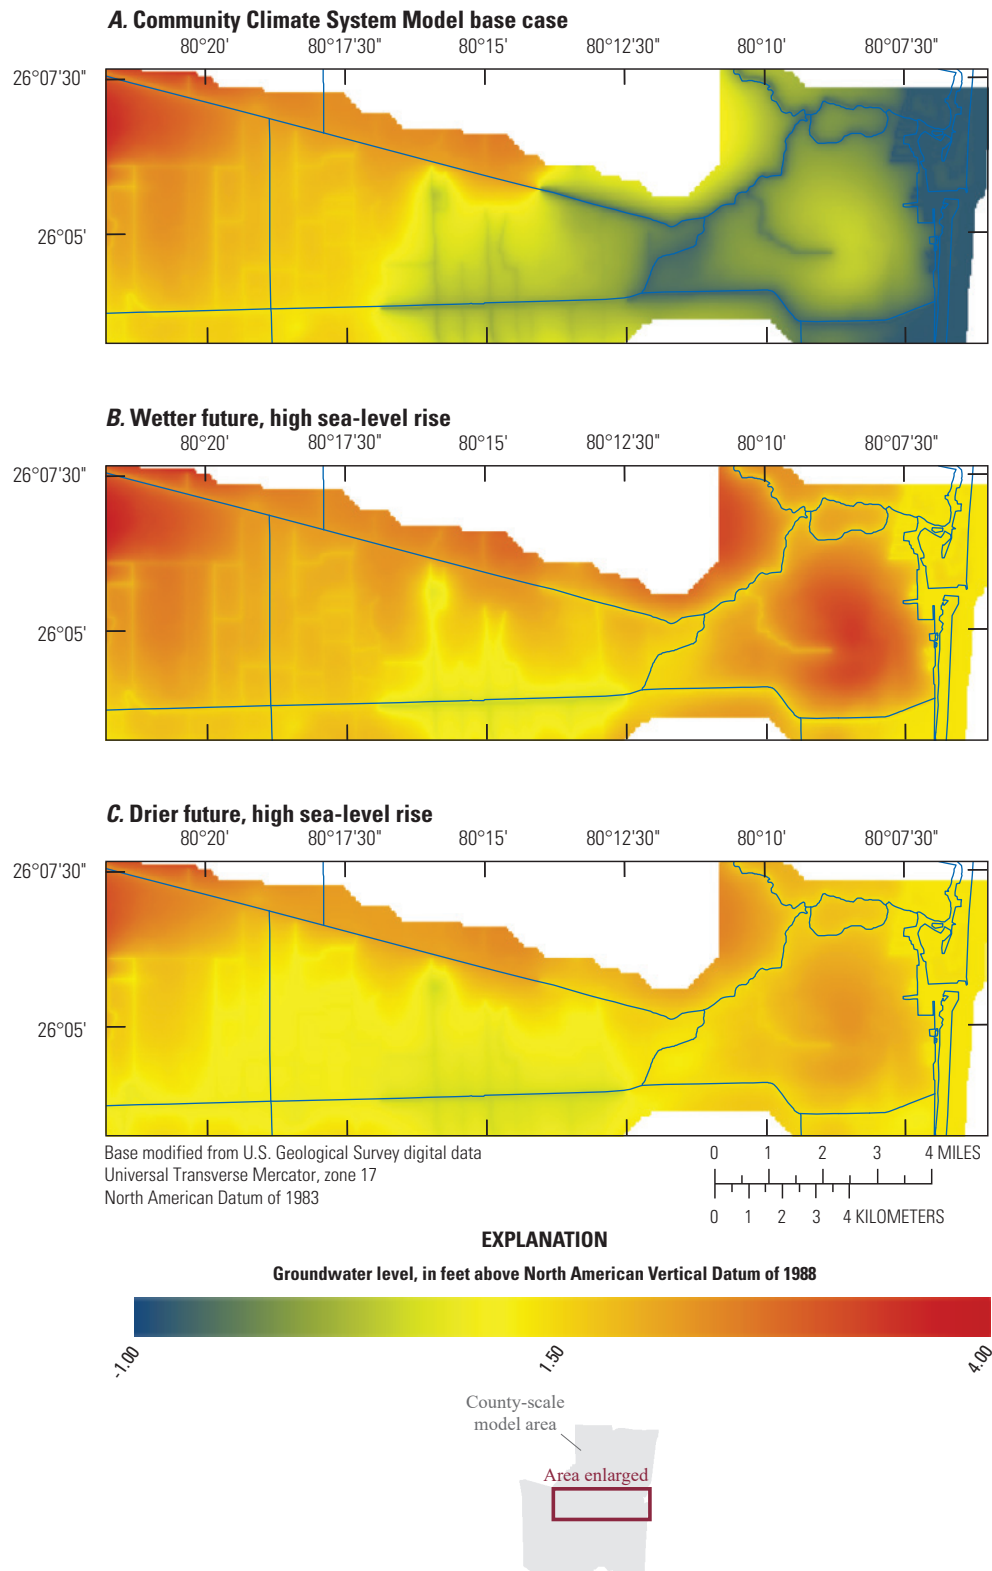 A. Community Climate System Model base case
80°20' 80°17'30" 80°15' 80°12'30" 80°10' 80°07'30"
26°07'30"
26°05'
B. Wetter future, high sea-level rise
80°20' 80°17'30" 80°15' 80°12'30" 80°10' 80°07'30"
26°07'30"
26°05'
C. Drier future, high sea-level rise
80°20' 80°17'30" 80°15' 80°12'30" 80°10' 80°07'30"
26°07'30"
26°05'
Base modified from U.S. Geological Survey digital data
Universal Transverse Mercator, zone 17
North American Datum of 1983
0 1 2 3 4 MILES
0 1 2 3 4 KILOMETERS
EXPLANATION
Groundwater level, in feet above North American Vertical Datum of 1988
-1.00 1.50 4.00
County-scale
model area
Area enlarged